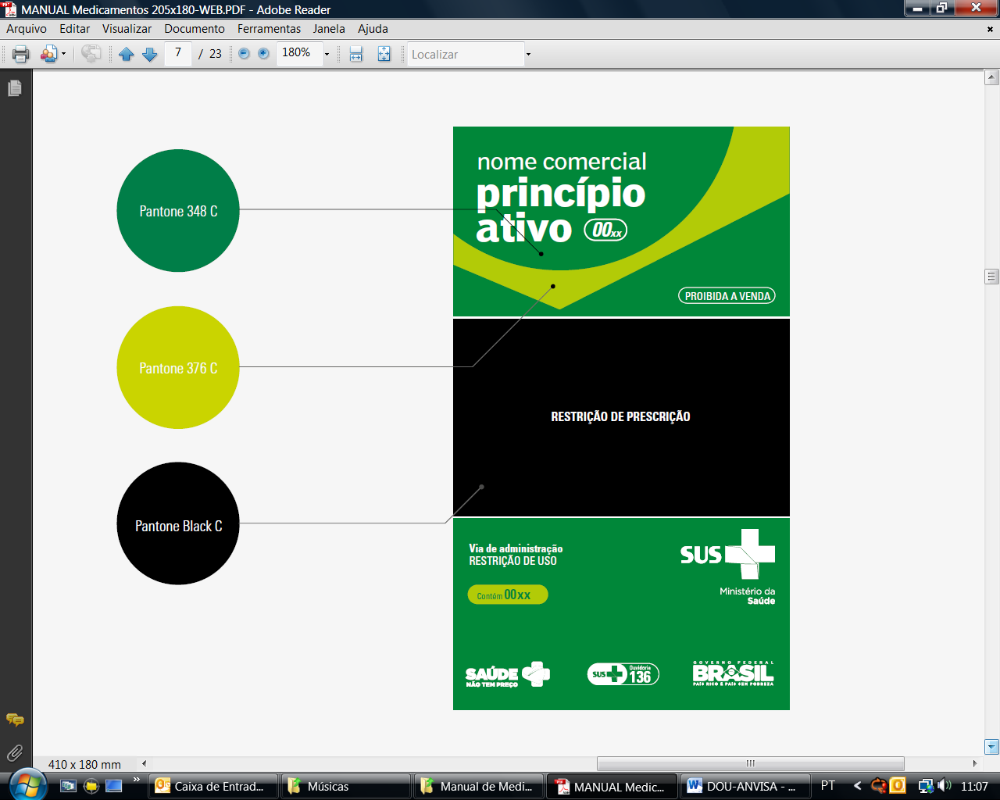 MANUAL Medicamentos 205x180-WEB.PDF - Adobe Reader
Arquivo Editar Visualizar Documento Ferramentas Janela Ajuda
7 / 23 180% Localizar
Pantone 348 C
Pantone 376 C
Pantone Black C
nome comercial
princípio
ativo 00xx
PROIBIDA A VENDA
RESTRIÇÃO DE PRESCRIÇÃO
Via de administração
RESTRIÇÃO DE USO
Contém 00xx
SUS
Ministério da
Saúde
SAÚDE
NÃO TEM PREÇO
SUS Ouvidoria
136
GOVERNO FEDERAL
BRASIL
PAÍS RICO É PAÍS SEM POBREZA
410 x 180 mm
Caixa de Entrad... Músicas Manual de Medi... MANUAL Medic... DOU-ANVISA - ... PT 11:07